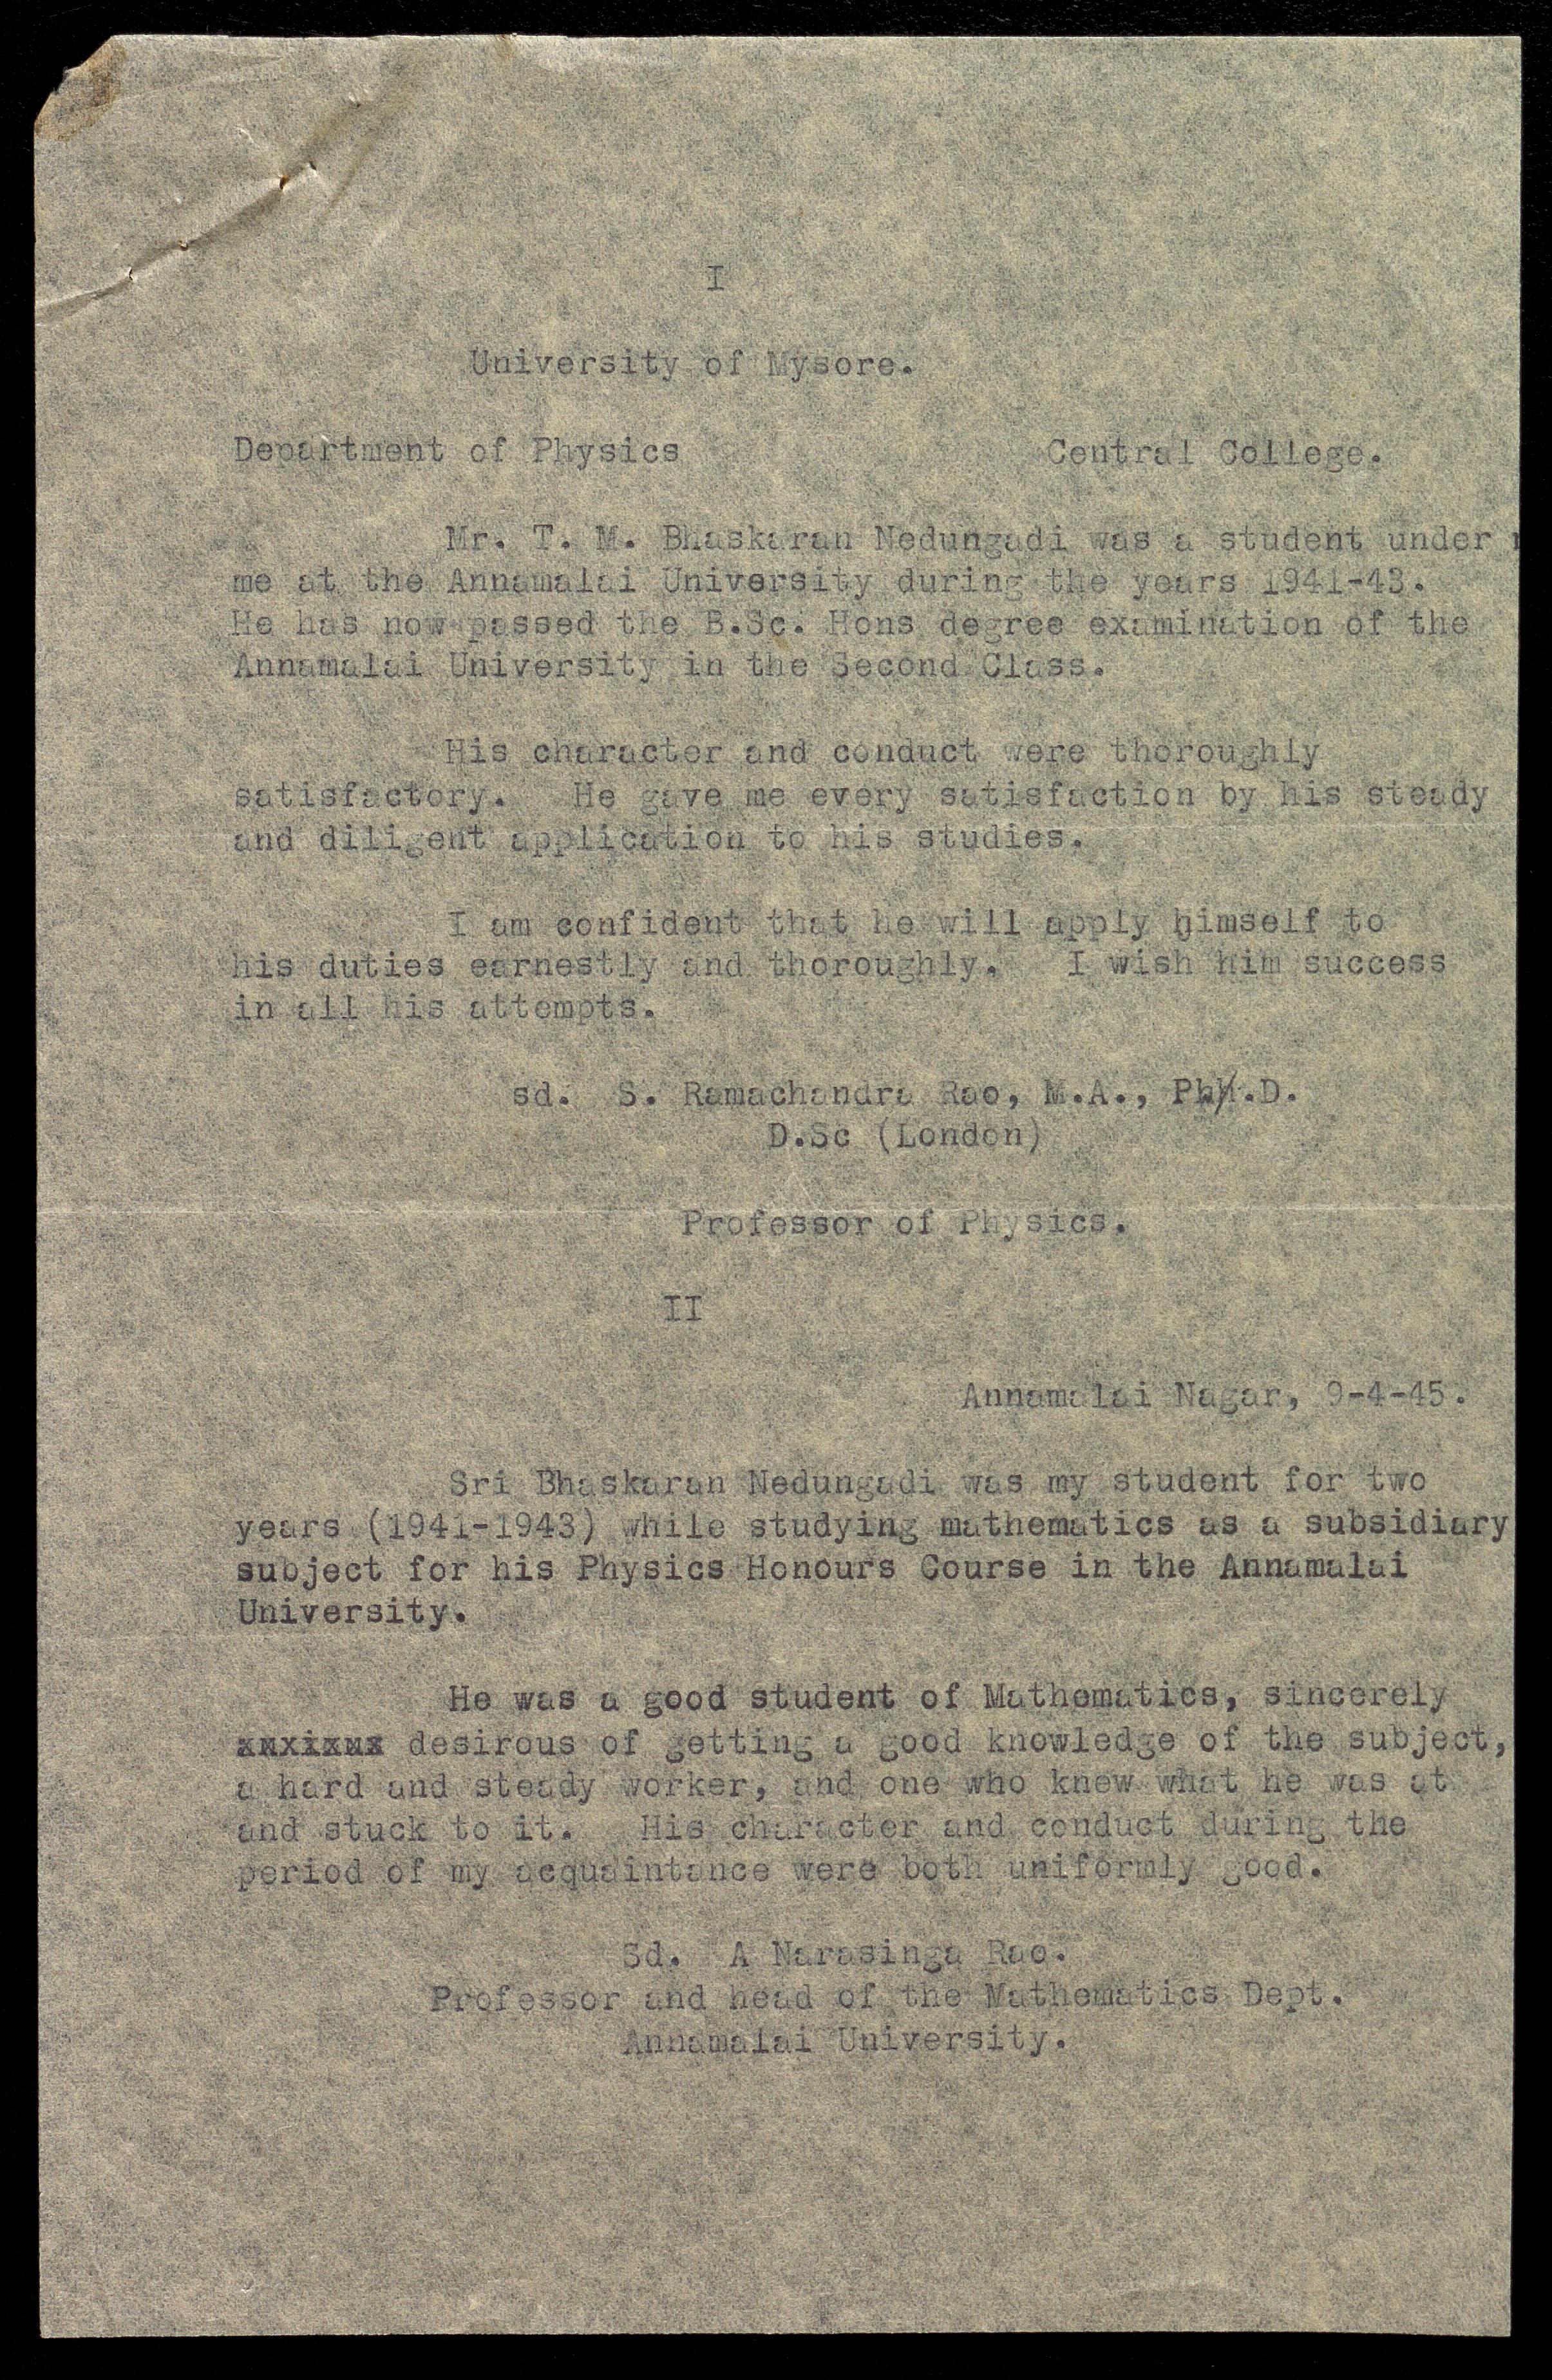 I
University of Mysore.
Department of Physics Central College.
Mr. T. M. Bhaskaran Nedungadi was a student under m
me at the Annamalai University during the years 1941-43.
He has now passed the B.Sc. Hons degree examination of the
Annamalai University in the Second Class.
His character and conduct were thoroughly
satisfactory. He gave me every satisfaction by his steady
and diligent application to his studies.
I am confident that he will apply himself to
his duties earnestly and thoroughly. I wish him success
in all his attempts.
sd. S. Ramachandra Rao, M.A., Ph.D.
D.Sc (London)
Professor of Physics.
II
Annamalai Nagar, 9-4-45.
Sri Bhaskaran Nedungadi was my student for two
years (1941-1943) while studying mathematics as a subsidiary
subject for his Physics Honours Course in the Annamalai
University.
He was a good student of Mathematics, sincerely
desirous of getting a good knowledge of the subject,
a hard and steady worker, and one who knew what he was at
and stuck to it. His character and conduct during the
period of my acquaintance were both uniformly good.
Sd. A Narasinga Rao.
Professor and head of the Mathematics Dept.
Annamalai University.